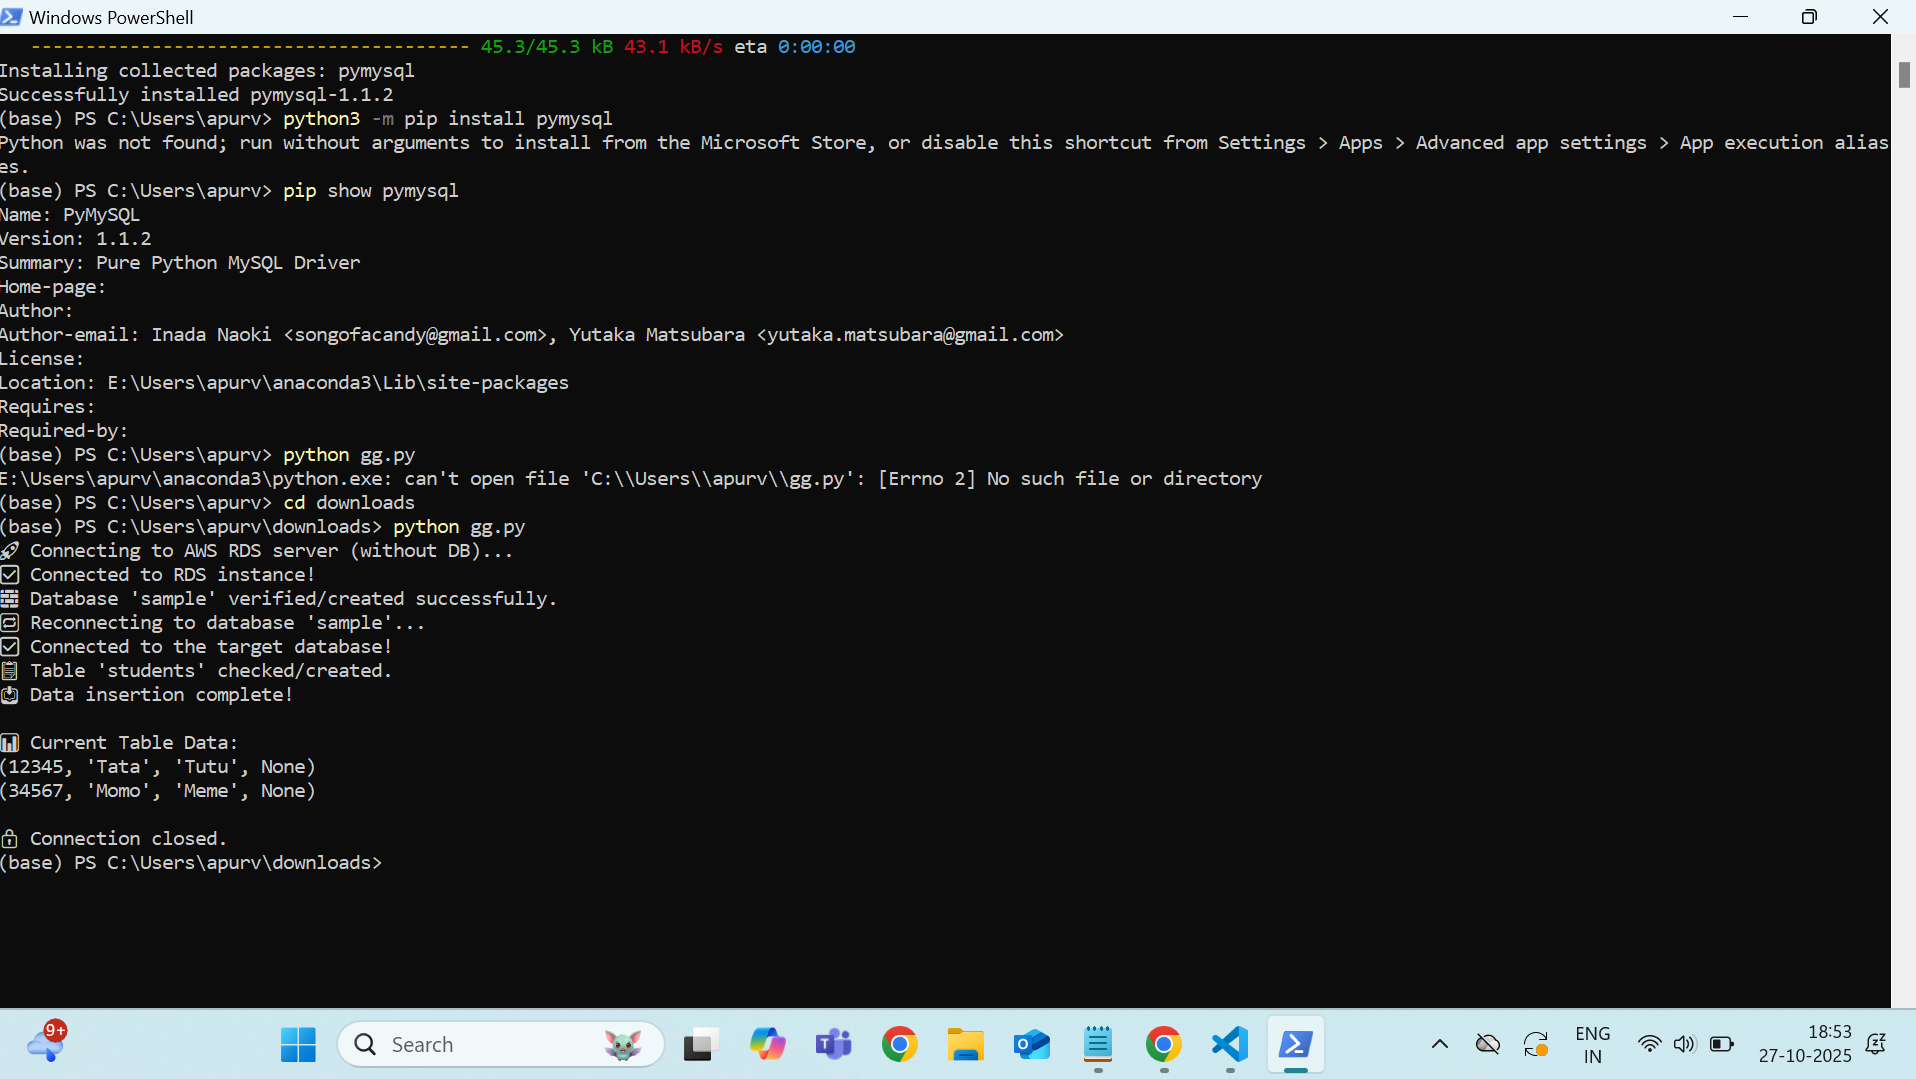 Windows PowerShell
---------------------------------------- 45.3/45.3 kB 43.1 kB/s eta 0:00:00
Installing collected packages: pymysql
Successfully installed pymysql-1.1.2
(base) PS C:\Users\apurv> python3 -m pip install pymysql
Python was not found; run without arguments to install from the Microsoft Store, or disable this shortcut from Settings > Apps > Advanced app settings > App execution alias
es.
(base) PS C:\Users\apurv> pip show pymysql
Name: PyMySQL
Version: 1.1.2
Summary: Pure Python MySQL Driver
Home-page:
Author:
Author-email: Inada Naoki <songofacandy@gmail.com>, Yutaka Matsubara <yutaka.matsubara@gmail.com>
License:
Location: E:\Users\apurv\anaconda3\Lib\site-packages
Requires:
Required-by:
(base) PS C:\Users\apurv> python gg.py
E:\Users\apurv\anaconda3\python.exe: can't open file 'C:\\Users\\apurv\\gg.py': [Errno 2] No such file or directory
(base) PS C:\Users\apurv> cd downloads
(base) PS C:\Users\apurv\downloads> python gg.py
🚀 Connecting to AWS RDS server (without DB)...
✅ Connected to RDS instance!
🧱 Database 'sample' verified/created successfully.
🔁 Reconnecting to database 'sample'...
✅ Connected to the target database!
📋 Table 'students' checked/created.
📥 Data insertion complete!
📊 Current Table Data:
(12345, 'Tata', 'Tutu', None)
(34567, 'Momo', 'Meme', None)
🔒 Connection closed.
(base) PS C:\Users\apurv\downloads>
9+
Search
ENG
IN
18:53
27-10-2025